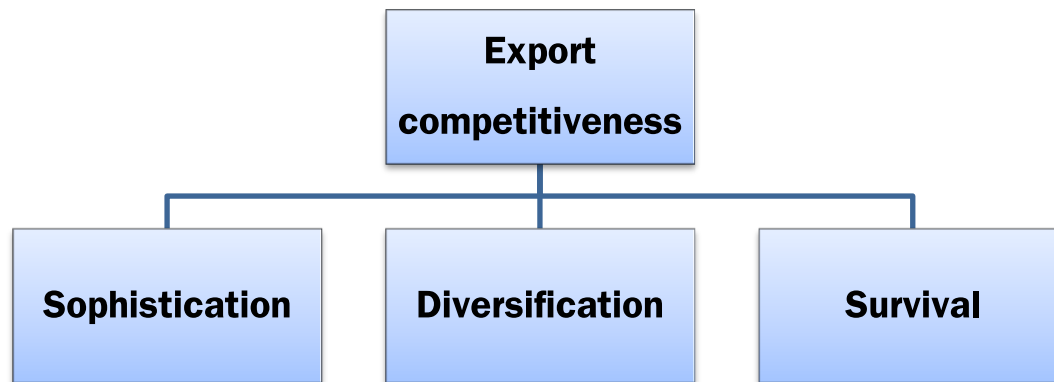 Export
competitiveness
Sophistication
Diversification
Survival